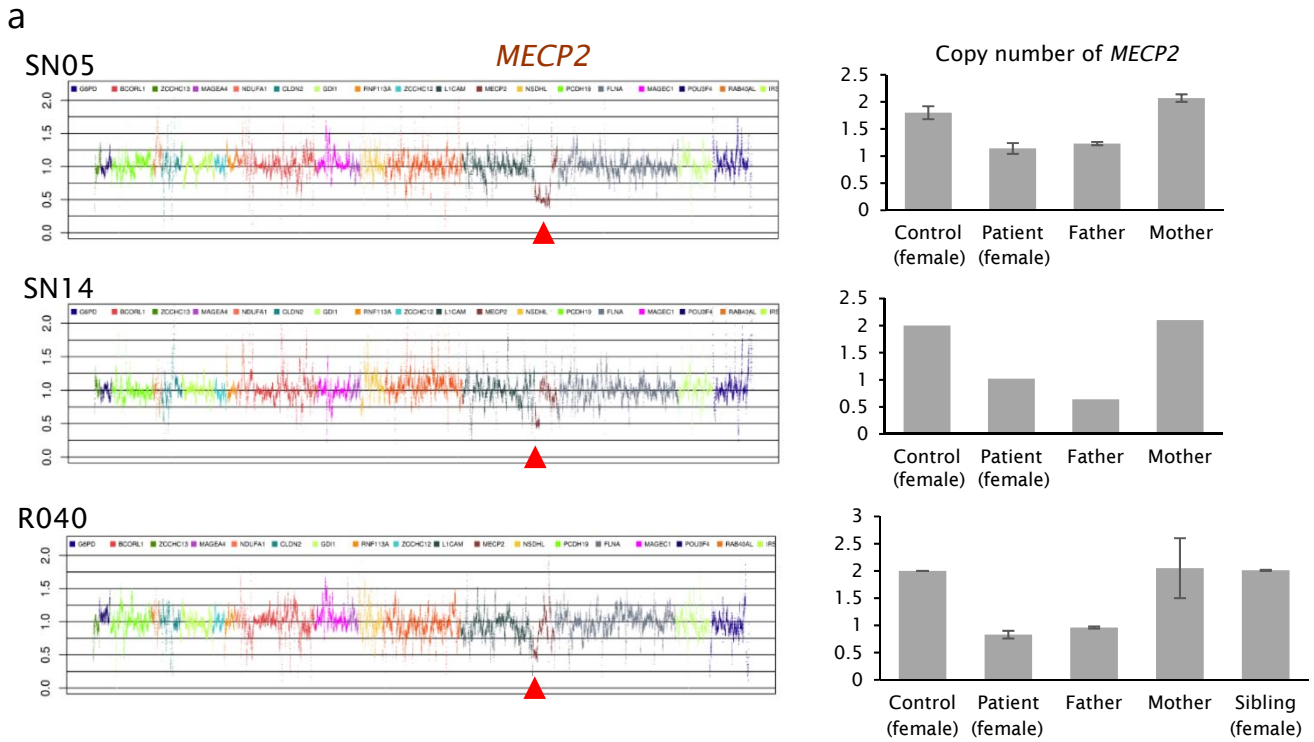 a
SN05
MECP2
G6PD BCORL1 ZCCHC13 MAGEA4 NDUFA1 CLDN2 GDI1 RNF113A ZCCHC12 L1CAM MECP2 NSDHL PCDH19 FLNA MAGEC1 POU3F4 RAB40AL IRS
2.0
1.5
1.0
0.5
0.0
Copy number of MECP2
2.5
2
1.5
1
0.5
0
Control (female)
Patient (female)
Father
Mother
SN14
G6PD BCORL1 ZCCHC13 MAGEA4 NDUFA1 CLDN2 GDI1 RNF113A ZCCHC12 L1CAM MECP2 NSDHL PCDH19 FLNA MAGEC1 POU3F4 RAB40AL IRS
2.0
1.5
1.0
0.5
0.0
2.5
2
1.5
1
0.5
0
Control (female)
Patient (female)
Father
Mother
R040
G6PD BCORL1 ZCCHC13 MAGEA4 NDUFA1 CLDN2 GDI1 RNF113A ZCCHC12 L1CAM MECP2 NSDHL PCDH19 FLNA MAGEC1 POU3F4 RAB40AL IRS
2.0
1.5
1.0
0.5
0.0
3
2.5
2
1.5
1
0.5
0
Control (female)
Patient (female)
Father
Mother
Sibling (female)